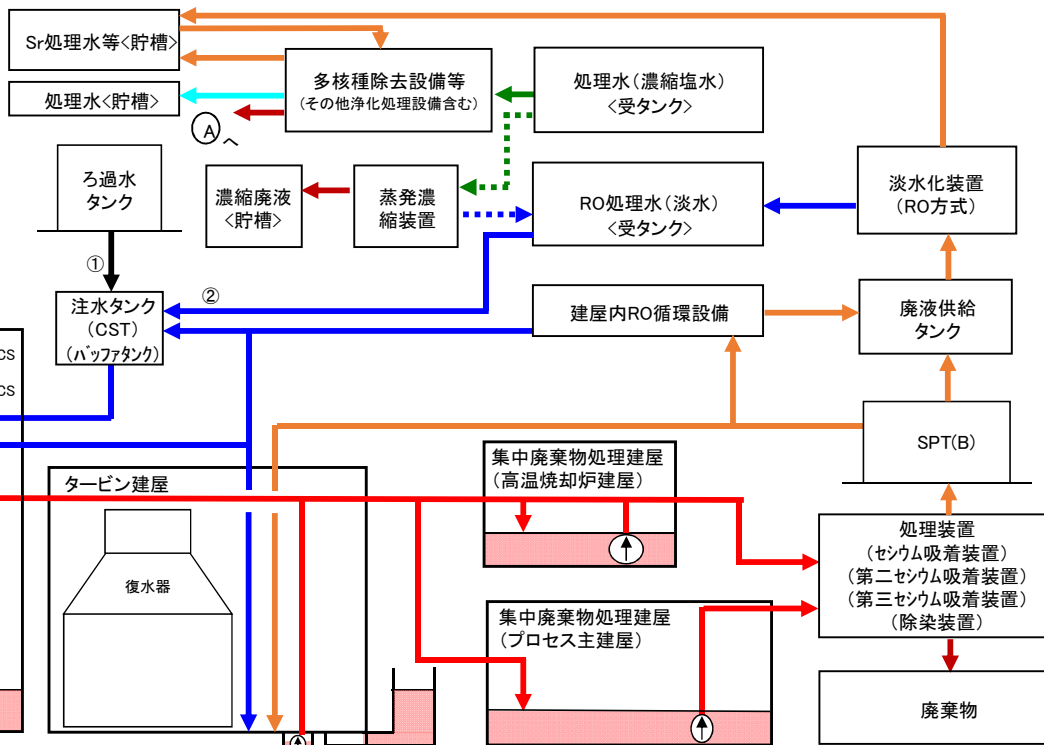 Sr処理水等<貯槽>
処理水<貯槽>
多核種除去設備等
(その他浄化処理設備含む)
A
へ
処理水(濃縮塩水)
<受タンク>
ろ過水
タンク
濃縮廃液
<貯槽>
蒸発濃
縮装置
RO処理水(淡水)
<受タンク>
淡水化装置
(RO方式)
①
②
注水タンク
(CST)
(バッファタンク)
建屋内RO循環設備
廃液供給
タンク
CS
CS
SPT(B)
タービン建屋
復水器
集中廃棄物処理建屋
(高温焼却炉建屋)
処理装置
(セシウム吸着装置)
(第二セシウム吸着装置)
(第三セシウム吸着装置)
(除染装置)
集中廃棄物処理建屋
(プロセス主建屋)
廃棄物